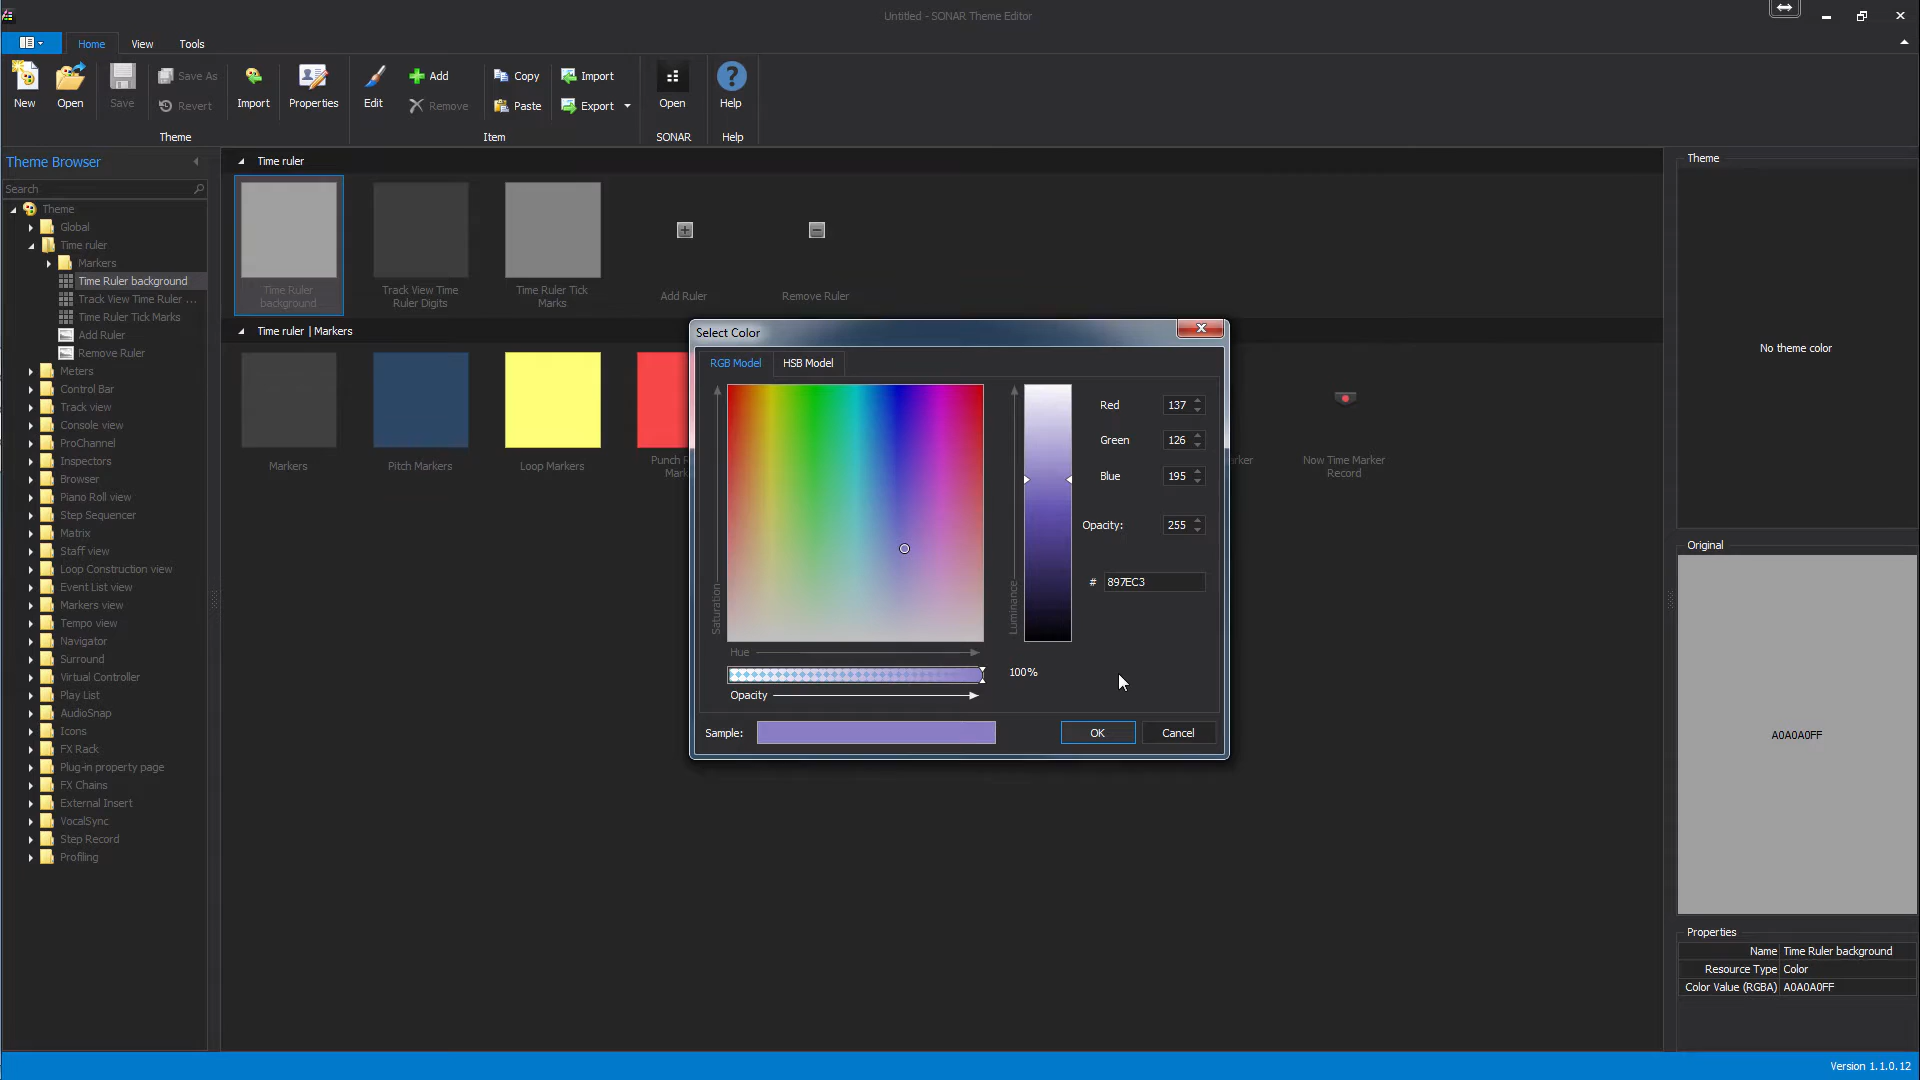 Untitled - SONAR Theme Editor
Home View Tools
New
Open
Save
Save As
Revert
Import
Properties
Theme
Edit
Add
Remove
Copy
Paste
Import
Export
Item
Open
SONAR
Help
Help
Theme Browser
Search
Theme
Global
Time ruler
Markers
Time Ruler background
Track View Time Ruler ...
Time Ruler Tick Marks
Add Ruler
Remove Ruler
Meters
Control Bar
Track view
Console view
ProChannel
Inspectors
Browser
Piano Roll view
Step Sequencer
Matrix
Staff view
Loop Construction view
Event List view
Markers view
Tempo view
Navigator
Surround
Virtual Controller
Play List
AudioSnap
Icons
FX Rack
Plug-in property page
FX Chains
External Insert
VocalSync
Step Record
Profiling
Time ruler
Time Ruler
background
Track View Time
Ruler Digits
Time Ruler Tick
Marks
Add Ruler
Remove Ruler
Time ruler | Markers
Markers
Pitch Markers
Loop Markers
Punch
Now Time Marker
Record
Select Color
RGB Model HSB Model
Saturation
Hue
Luminance
Red 137
Green 126
Blue 195
Opacity: 255
# 897EC3
100%
Opacity
Sample:
OK
Cancel
Theme
No theme color
Original
A0A0A0FF
Properties
Name Time Ruler background
Resource Type Color
Color Value (RGBA) A0A0A0FF
Version 1.1.0.12